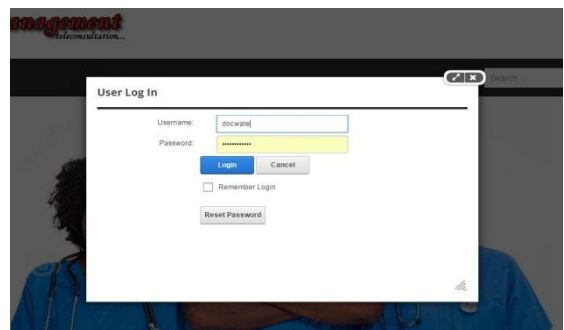 anagement
teleconsultation...
Search...
User Log In
Username: docwale
Password: ••••••••••••
Login Cancel
Remember Login
Reset Password